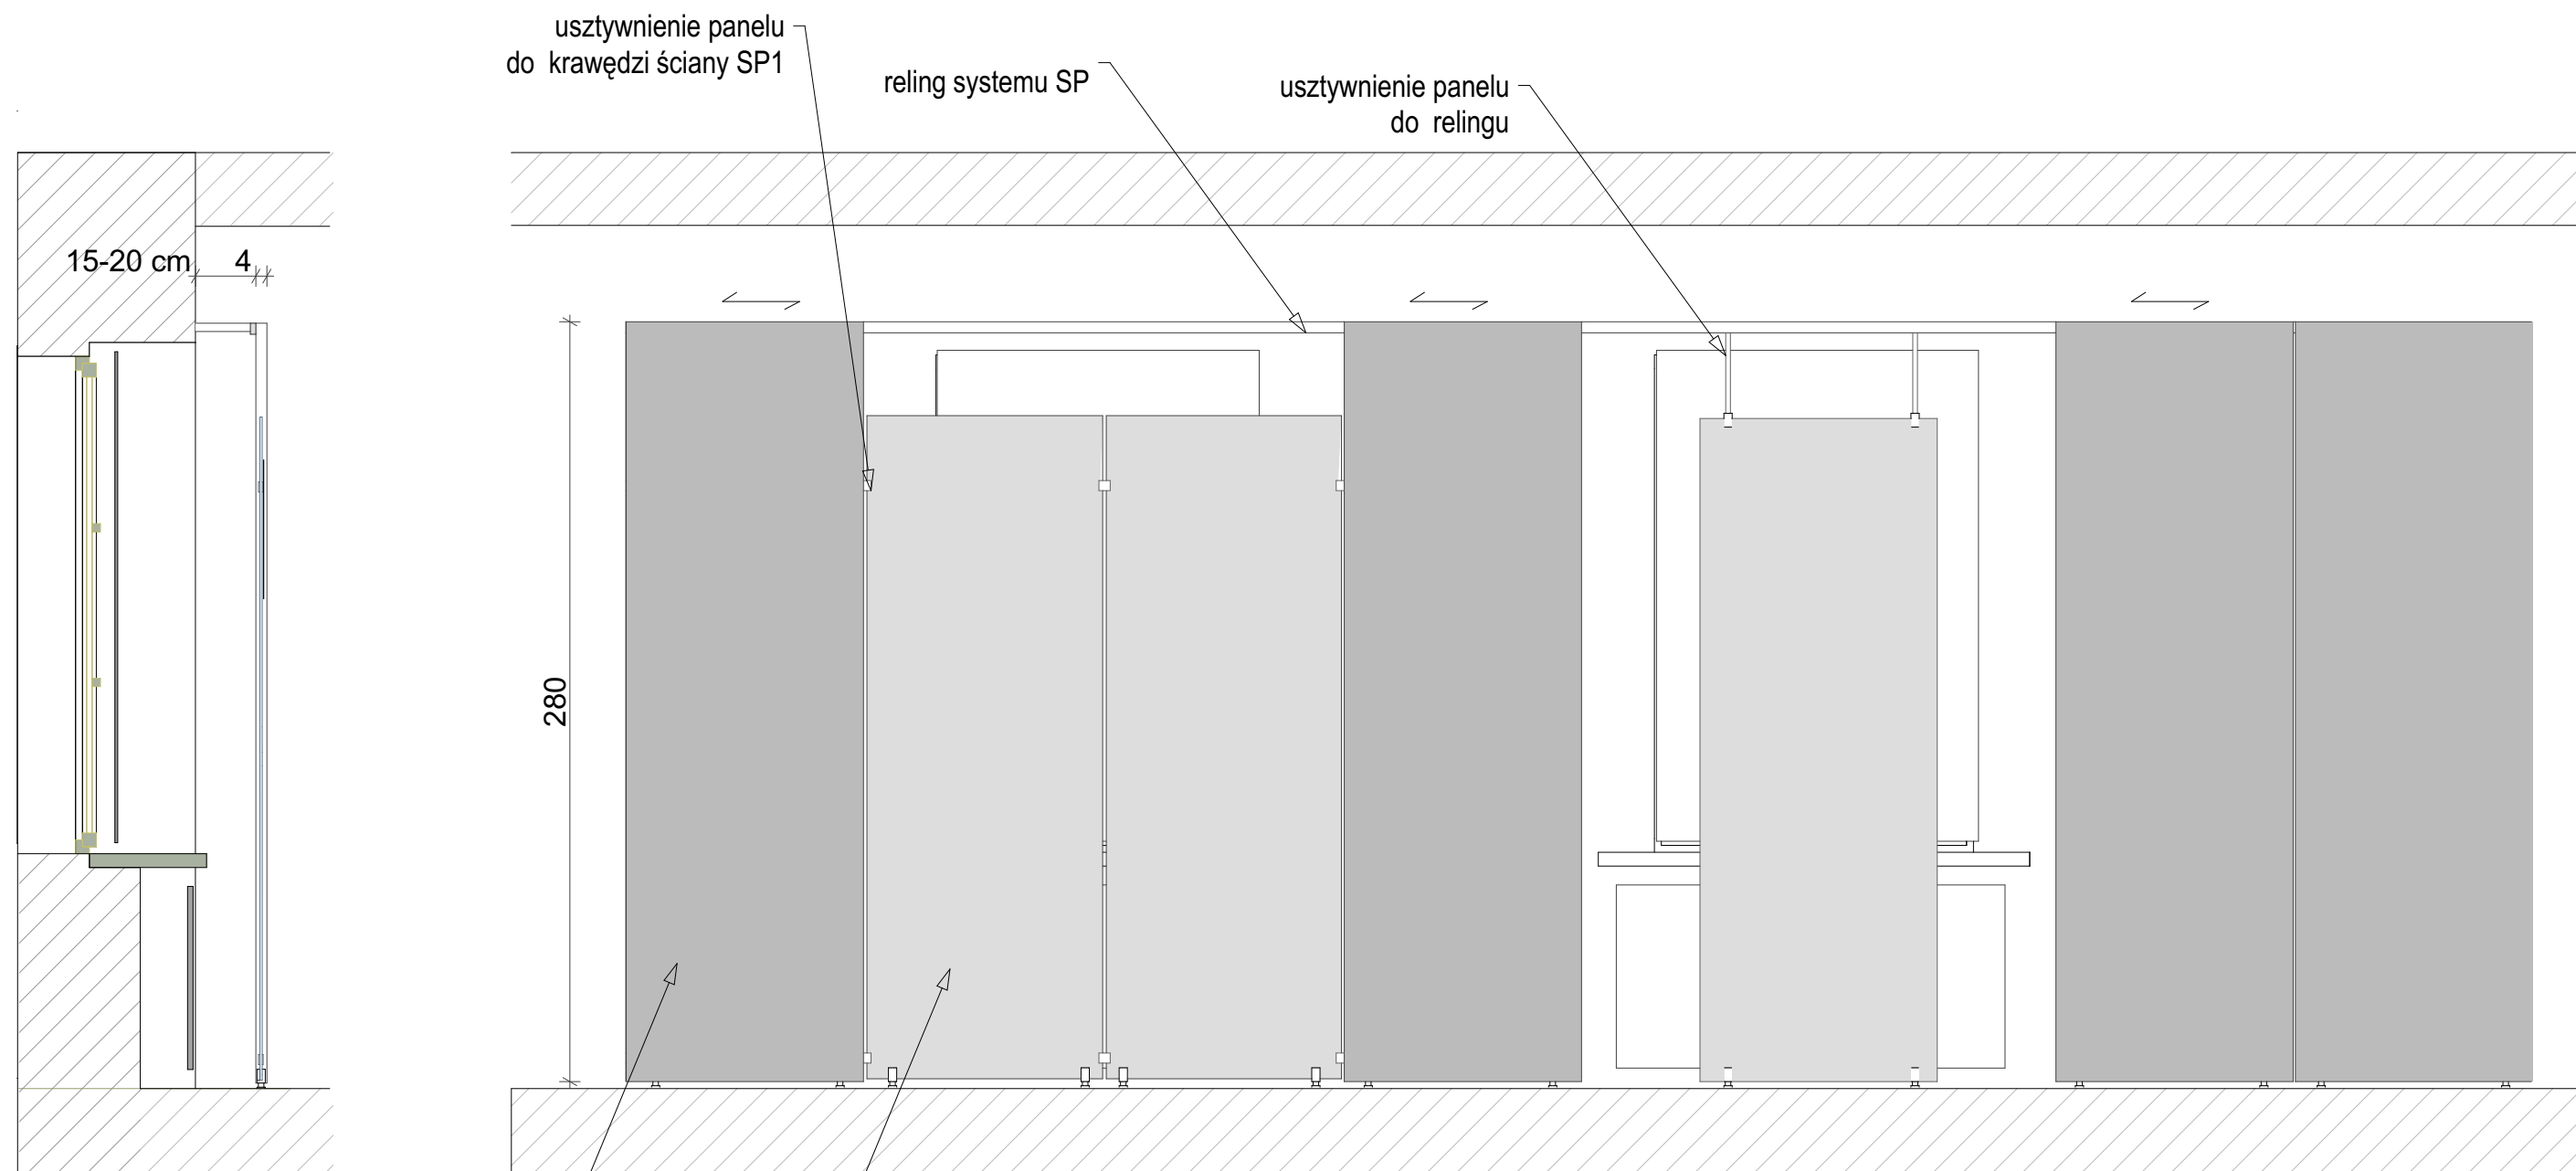 usztywnienie panelu
do krawędzi ściany SP1
reling systemu SP
usztywnienie panelu
do relingu
15-20 cm
4
280